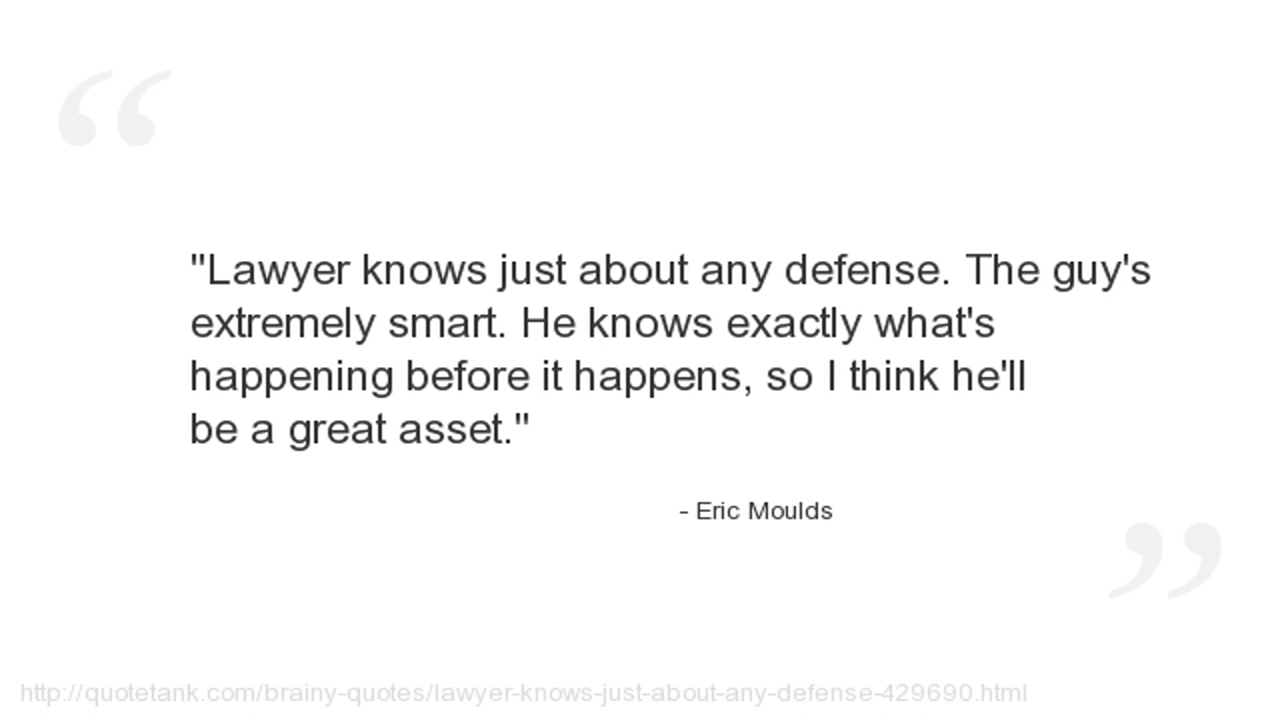 "Lawyer knows just about any defense. The guy's
extremely smart. He knows exactly what's
happening before it happens, so I think he'll
be a great asset."
- Eric Moulds
http://quotetank.com/brainy-quotes/lawyer-knows-just-about-any-defense-429690.html